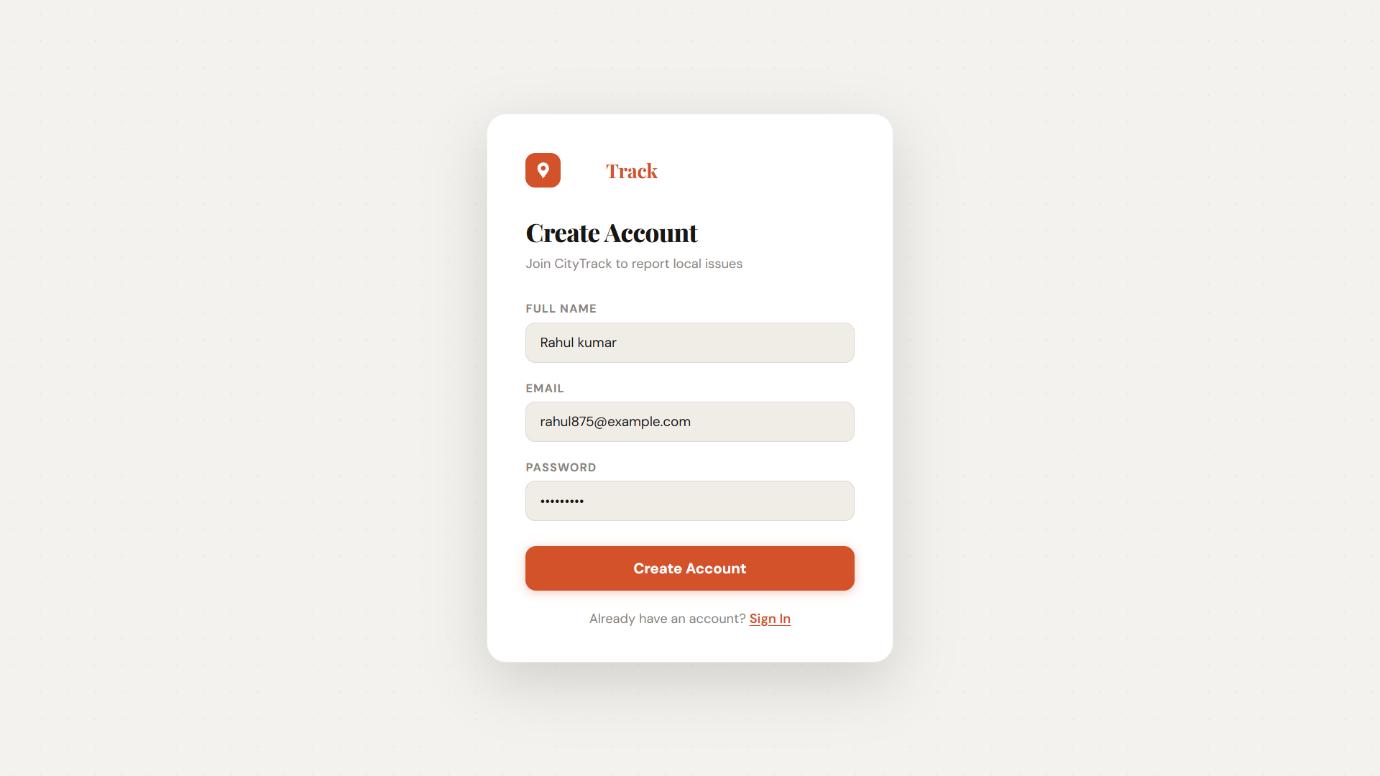 Track
Create Account
Join CityTrack to report local issues
FULL NAME
Rahul kumar
EMAIL
rahul875@example.com
PASSWORD
•••••••••
Create Account
Already have an account? Sign In